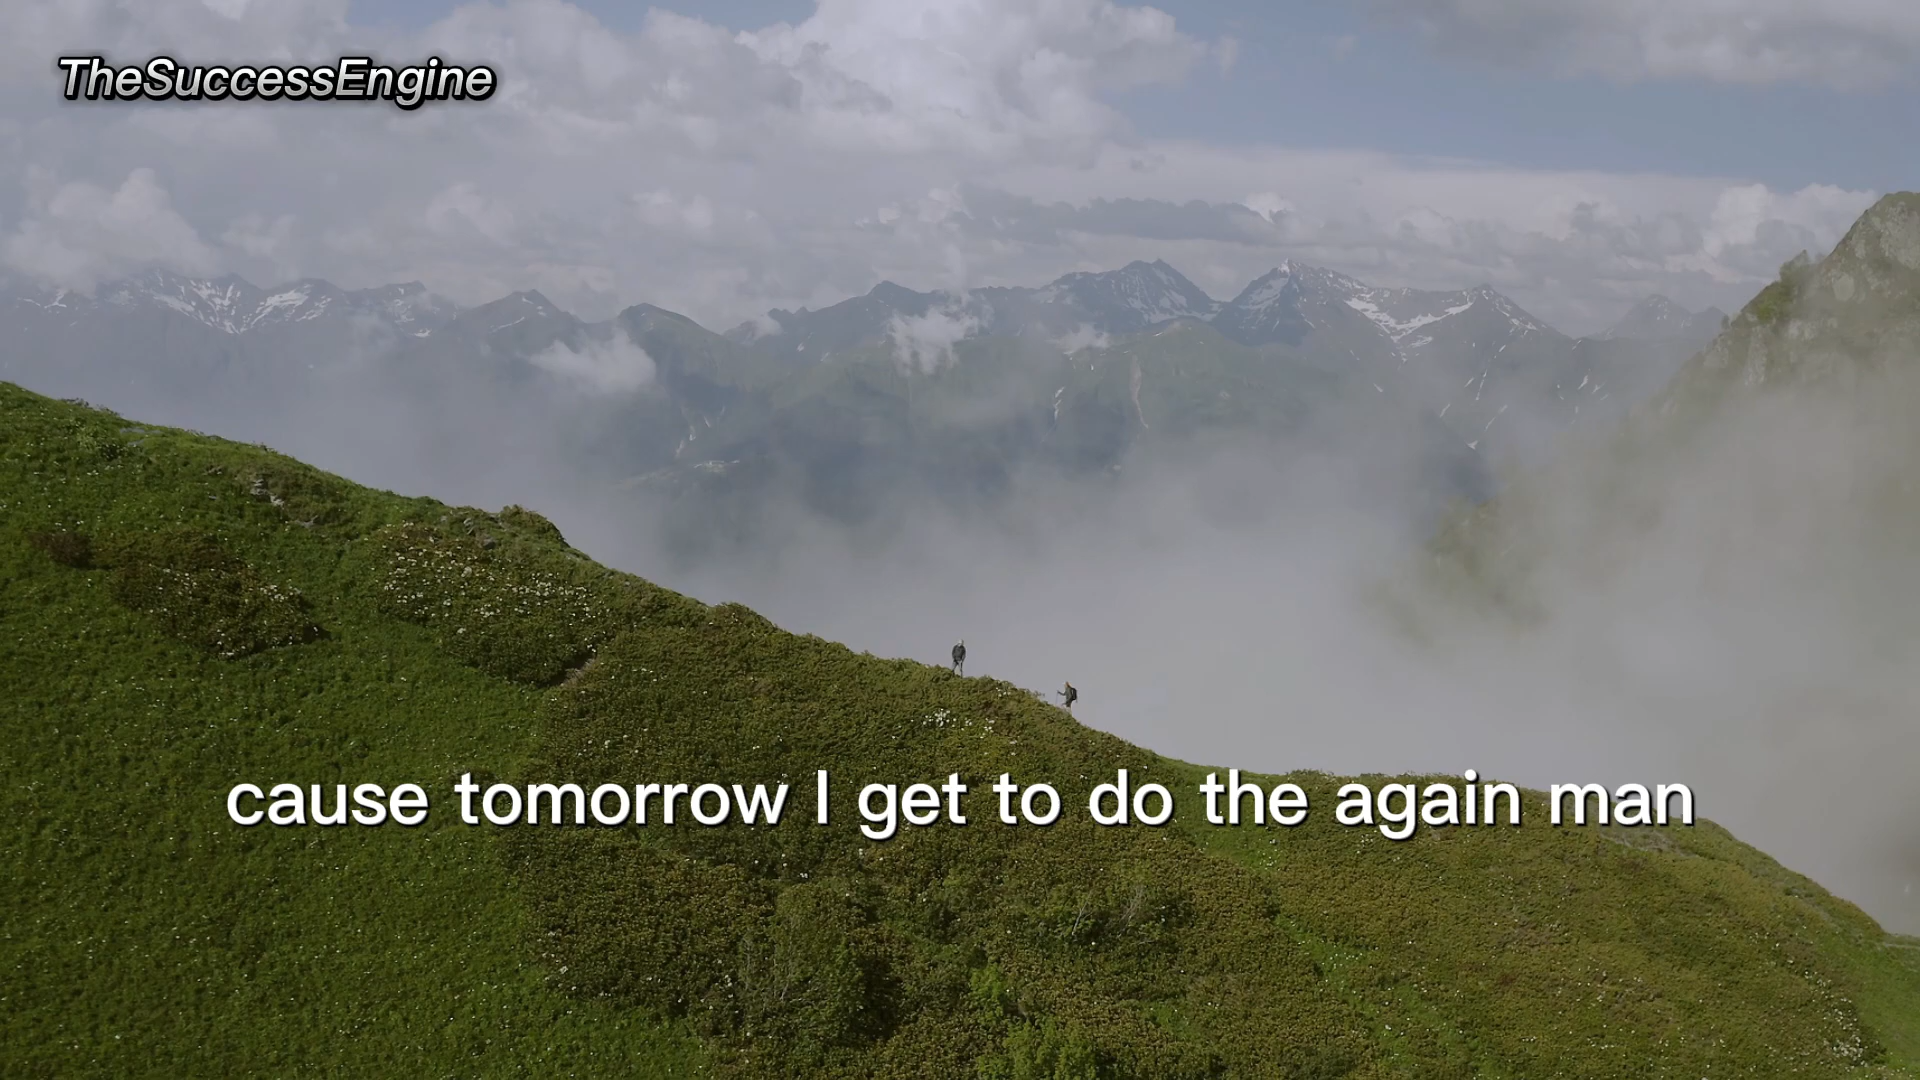 TheSuccessEngine
cause tomorrow I get to do the again man